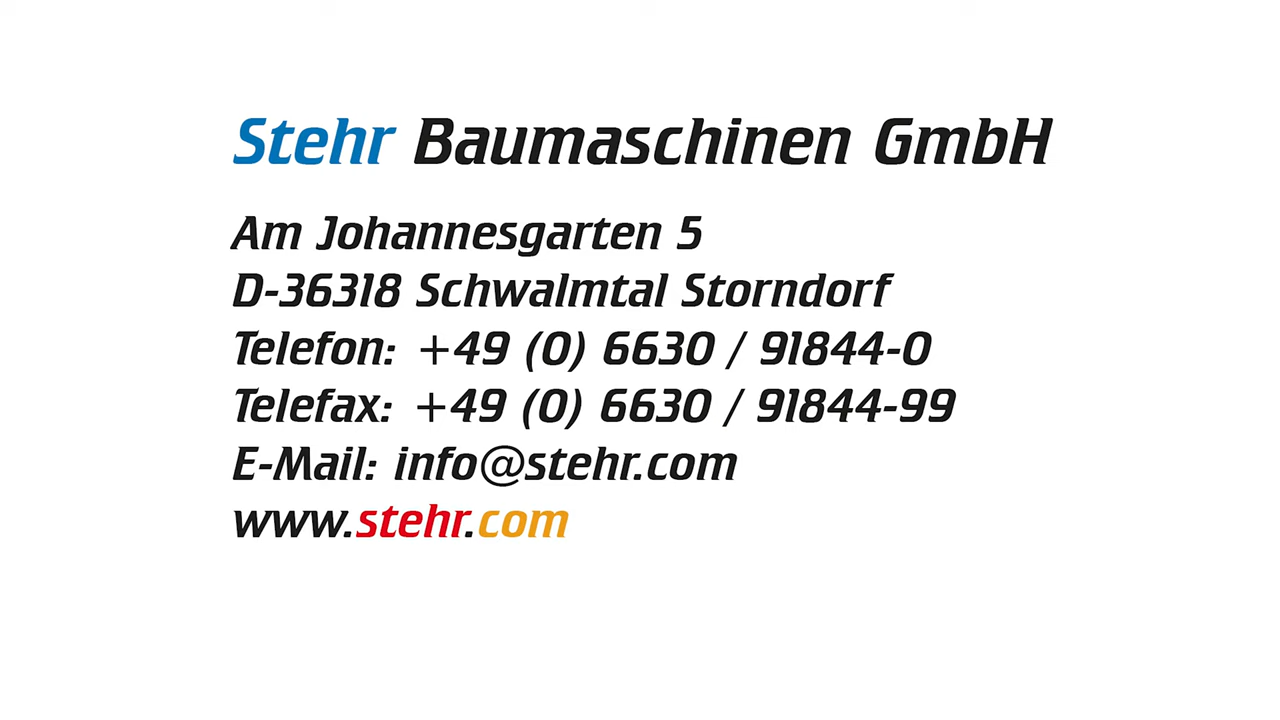 Stehr Baumaschinen GmbH
Am Johannesgarten 5
D-36318 Schwalmtal Storndorf
Telefon: +49 (0) 6630 / 91844-0
Telefax: +49 (0) 6630 / 91844-99
E-Mail: info@stehr.com
www.stehr.com